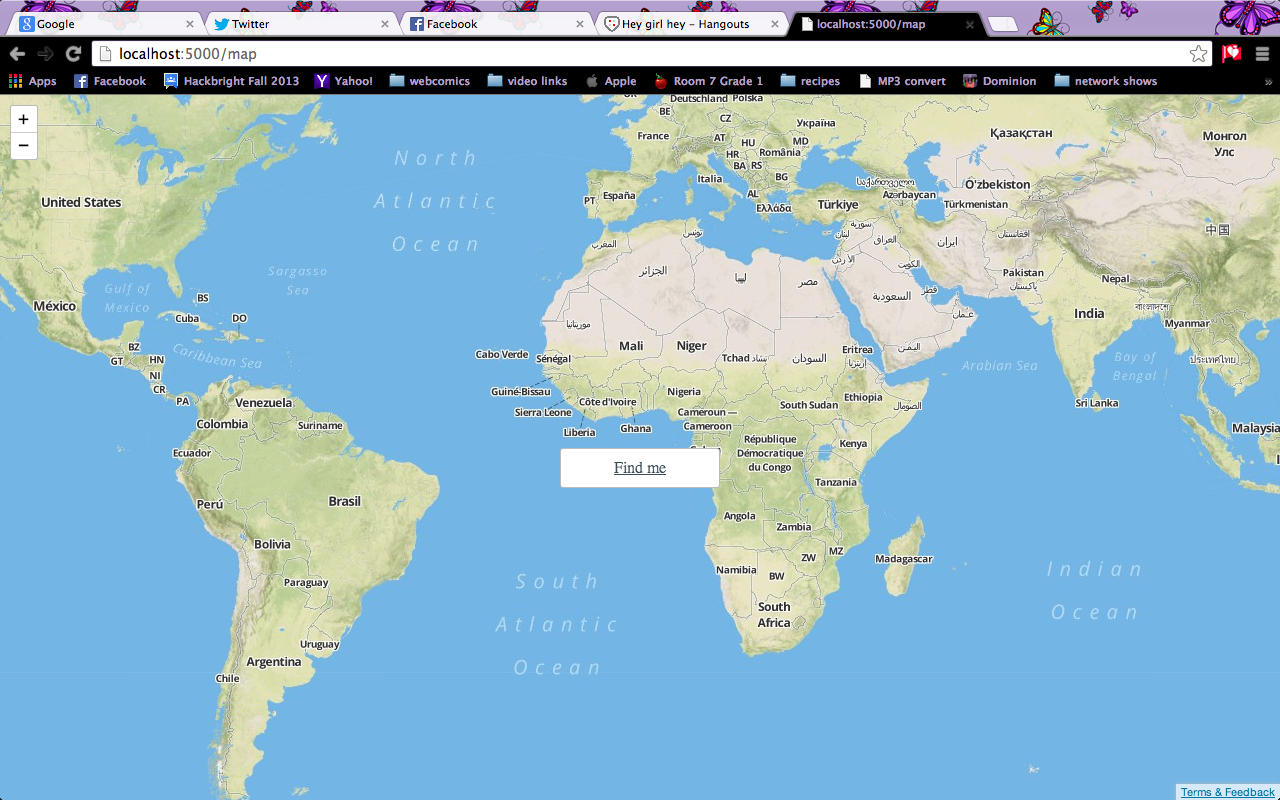 Google
Twitter
Facebook
Hey girl hey – Hangouts
localhost:5000/map
localhost:5000/map
Apps
Facebook
Hackbright Fall 2013
Yahoo!
webcomics
video links
Apple
Room 7 Grade 1
recipes
MP3 convert
Dominion
network shows
»
+
−
Deutschland
Polska
BE
CZ
Україна
Қазақстан
Монгол
Улс
France
AT
HU
MD
HR
România
BA
RS
BG
Italia
United States
North
Atlantic
Ocean
PT
España
AL
Ελλάδα
Türkiye
საქართველო
Azərbaycan
O'zbekiston
Türkmenistan
中国
المغرب
تونس
سورية
لبنان
العراق
ایران
افغانستان
الأردن
الكويت
Sargasso
Sea
Gulf of
Mexico
México
BS
Cuba
DO
الجزائر
ليبيا
مصر
السعودية
قطر
عمان
Pakistan
پاکستان
Nepal
বাংলাদেশ
India
Myanmar
موريتانيا
Mali
Niger
Tchad تشاد
السودان
Eritrea
إريتريا
اليمن
Arabian Sea
Bay of
Bengal
ประเทศไทย
BZ
GT
HN
NI
CR
PA
Caribbean Sea
Cabo Verde
Sénégal
Guiné-Bissau
Sierra Leone
Côte d'Ivoire
Liberia
Ghana
Nigeria
Cameroun —
Cameroon
South Sudan
Ethiopia
الصومال
Sri Lanka
Malaysia
Venezuela
Colombia
Suriname
Ecuador
République
Démocratique
du Congo
Kenya
Find me
Tanzania
Perú
Brasil
Angola
Zambia
Bolivia
ZW
MZ
Madagascar
Namibia
BW
Paraguay
South
Africa
South
Atlantic
Ocean
Indian
Ocean
Uruguay
Argentina
Chile
Terms & Feedback